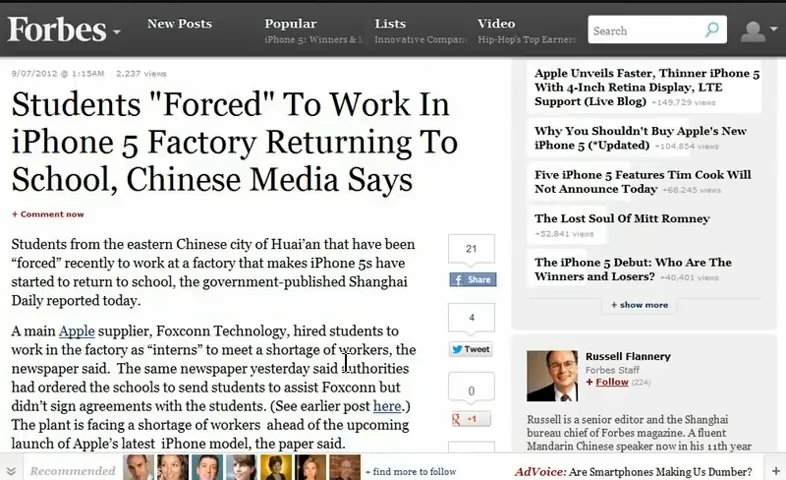 Forbes
New Posts
Popular
iPhone 5: Winners &
Lists
Innovative Compan
Video
Hip-Hop's Top Earners
Search
9/07/2012 @ 1:15AM 2,237 views
Students "Forced" To Work In
iPhone 5 Factory Returning To
School, Chinese Media Says
+ Comment now
Students from the eastern Chinese city of Huai'an that have been
“forced” recently to work at a factory that makes iPhone 5s have
started to return to school, the government-published Shanghai
Daily reported today.
A main Apple supplier, Foxconn Technology, hired students to
work in the factory as “interns” to meet a shortage of workers, the
newspaper said. The same newspaper yesterday said authorities
had ordered the schools to send students to assist Foxconn but
didn’t sign agreements with the students. (See earlier post here.)
The plant is facing a shortage of workers ahead of the upcoming
launch of Apple’s latest iPhone model, the paper said.
21
Share
4
Tweet
0
+1
Apple Unveils Faster, Thinner iPhone 5
With 4-Inch Retina Display, LTE
Support (Live Blog) +149,729 views
Why You Shouldn't Buy Apple's New
iPhone 5 (*Updated) +104,854 views
Five iPhone 5 Features Tim Cook Will
Not Announce Today +68,245 views
The Lost Soul Of Mitt Romney
+52,841 views
The iPhone 5 Debut: Who Are The
Winners and Losers? +40,401 views
+ show more
Russell Flannery
Forbes Staff
+ Follow (224)
Russell is a senior editor and the Shanghai
bureau chief of Forbes magazine. A fluent
Mandarin Chinese speaker now in his 11th year
Recommended
+ find more to follow
AdVoice: Are Smartphones Making Us Dumber?
+